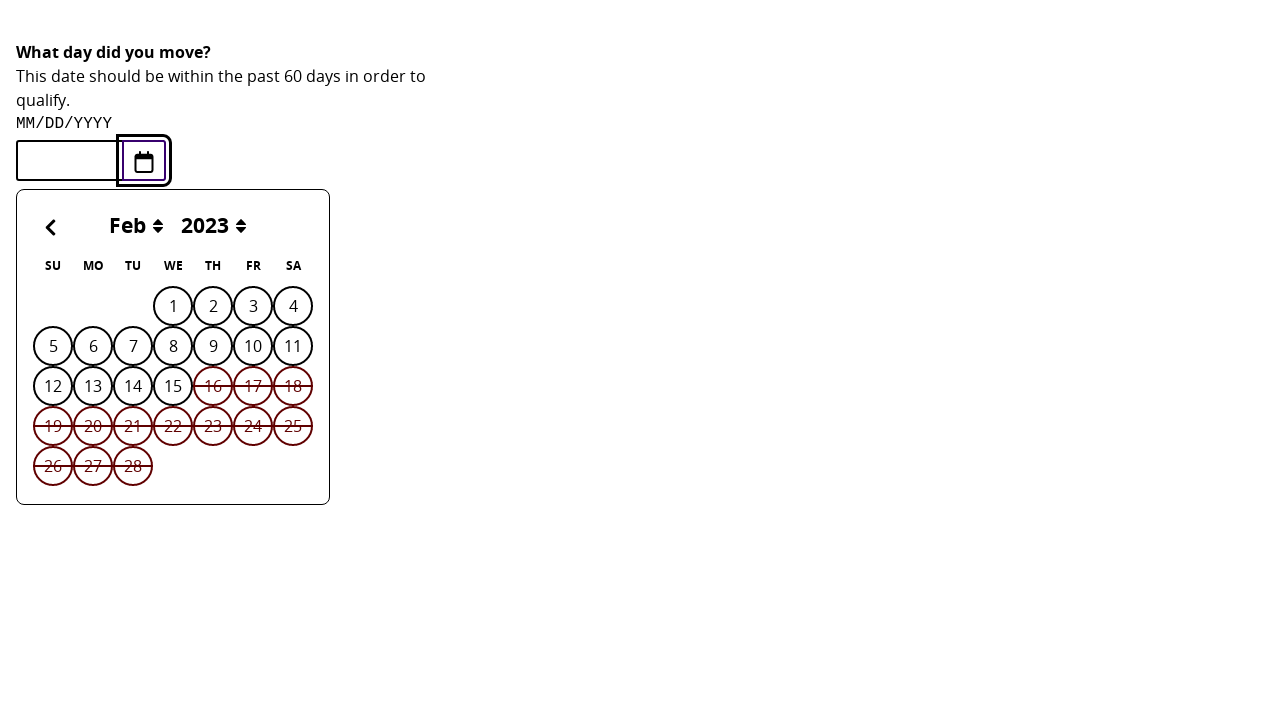 What day did you move?
This date should be within the past 60 days in order to
qualify.
MM/DD/YYYY
Feb 2023
SU MO TU WE TH FR SA
1 2 3 4
5 6 7 8 9 10 11
12 13 14 15 16 17 18
19 20 21 22 23 24 25
26 27 28